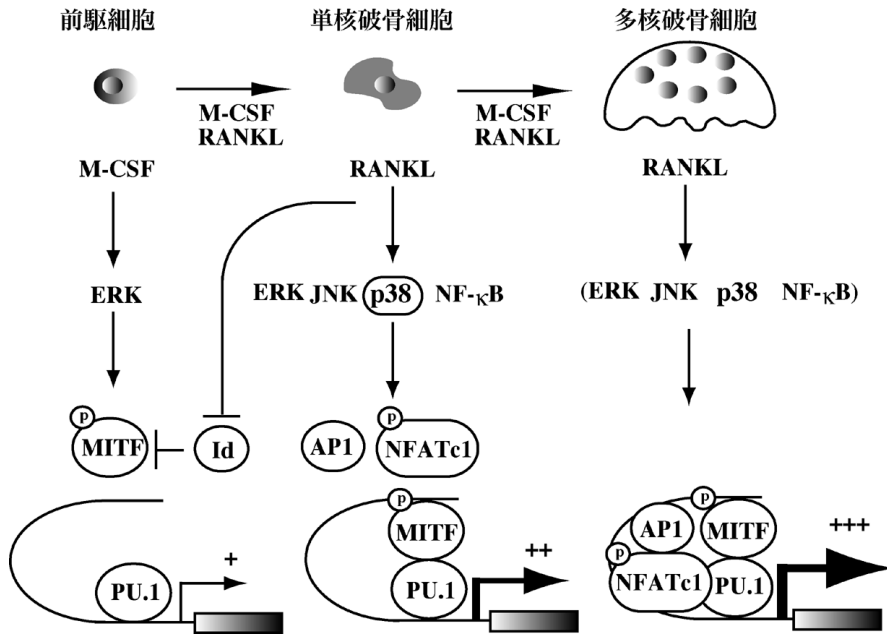 前駆細胞 単核破骨細胞 多核破骨細胞
M-CSF
RANKL
M-CSF
RANKL
M-CSF RANKL RANKL
ERK ERK JNK p38 NF-κB (ERK JNK p38 NF-κB)
p
MITF Id AP1
p
NFATc1
+
PU.1
p
MITF
PU.1
++
p
AP1 MITF
p
NFATc1 PU.1
+++